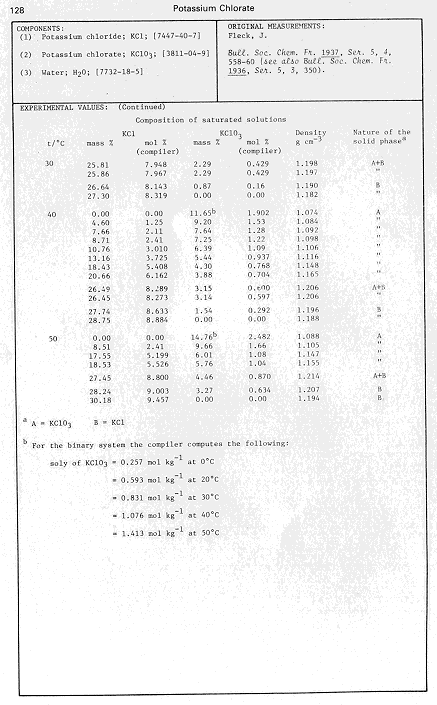 128
Potassium Chlorate
COMPONENTS:
(1) Potassium chloride; KCl; [7447-40-7]
(2) Potassium chlorate; KClO3; [3811-04-9]
(3) Water; H2O; [7732-18-5]
ORIGINAL MEASUREMENTS:
Fleck, J.
Bull. Soc. Chem. Fr. 1937, Ser. 5, 4,
558-60 (see also Bull. Soc. Chem. Fr.
1936, Ser. 5, 3, 350).
EXPERIMENTAL VALUES: (Continued)
Composition of saturated solutions
KCl KClO3 Density Nature of the
t/°C mass % mol % mass % mol % g cm-3 solid phase a
(compiler) (compiler)
30 25.81 7.948 2.29 0.429 1.198 A+B
25.86 7.967 2.29 0.429 1.197 "
26.64 8.143 0.87 0.16 1.190 B
27.30 8.319 0.00 0.00 1.182 "
40 0.00 0.00 11.65b 1.902 1.074 A
4.60 1.25 9.20 1.53 1.084 "
7.66 2.11 7.64 1.28 1.092 "
8.71 2.41 7.25 1.22 1.098 "
10.76 3.010 6.39 1.09 1.106 "
13.16 3.725 5.44 0.937 1.116 "
18.43 5.408 4.30 0.768 1.148 "
20.66 6.162 3.88 0.704 1.165 "
26.49 8.289 3.15 0.600 1.206 A+B
26.45 8.273 3.14 0.597 1.206 "
27.74 8.633 1.54 0.292 1.196 B
28.75 8.884 0.00 0.00 1.188 "
50 0.00 0.00 14.76b 2.482 1.088 A
8.51 2.41 9.66 1.66 1.105 "
17.55 5.199 6.01 1.08 1.147 "
18.53 5.526 5.76 1.04 1.155 "
27.45 8.800 4.46 0.870 1.214 A+B
28.24 9.003 3.27 0.634 1.207 B
30.18 9.457 0.00 0.00 1.194 B
a A = KClO3 B = KCl
b For the binary system the compiler computes the following:
soly of KClO3 = 0.257 mol kg-1 at 0°C
= 0.593 mol kg-1 at 20°C
= 0.831 mol kg-1 at 30°C
= 1.076 mol kg-1 at 40°C
= 1.413 mol kg-1 at 50°C